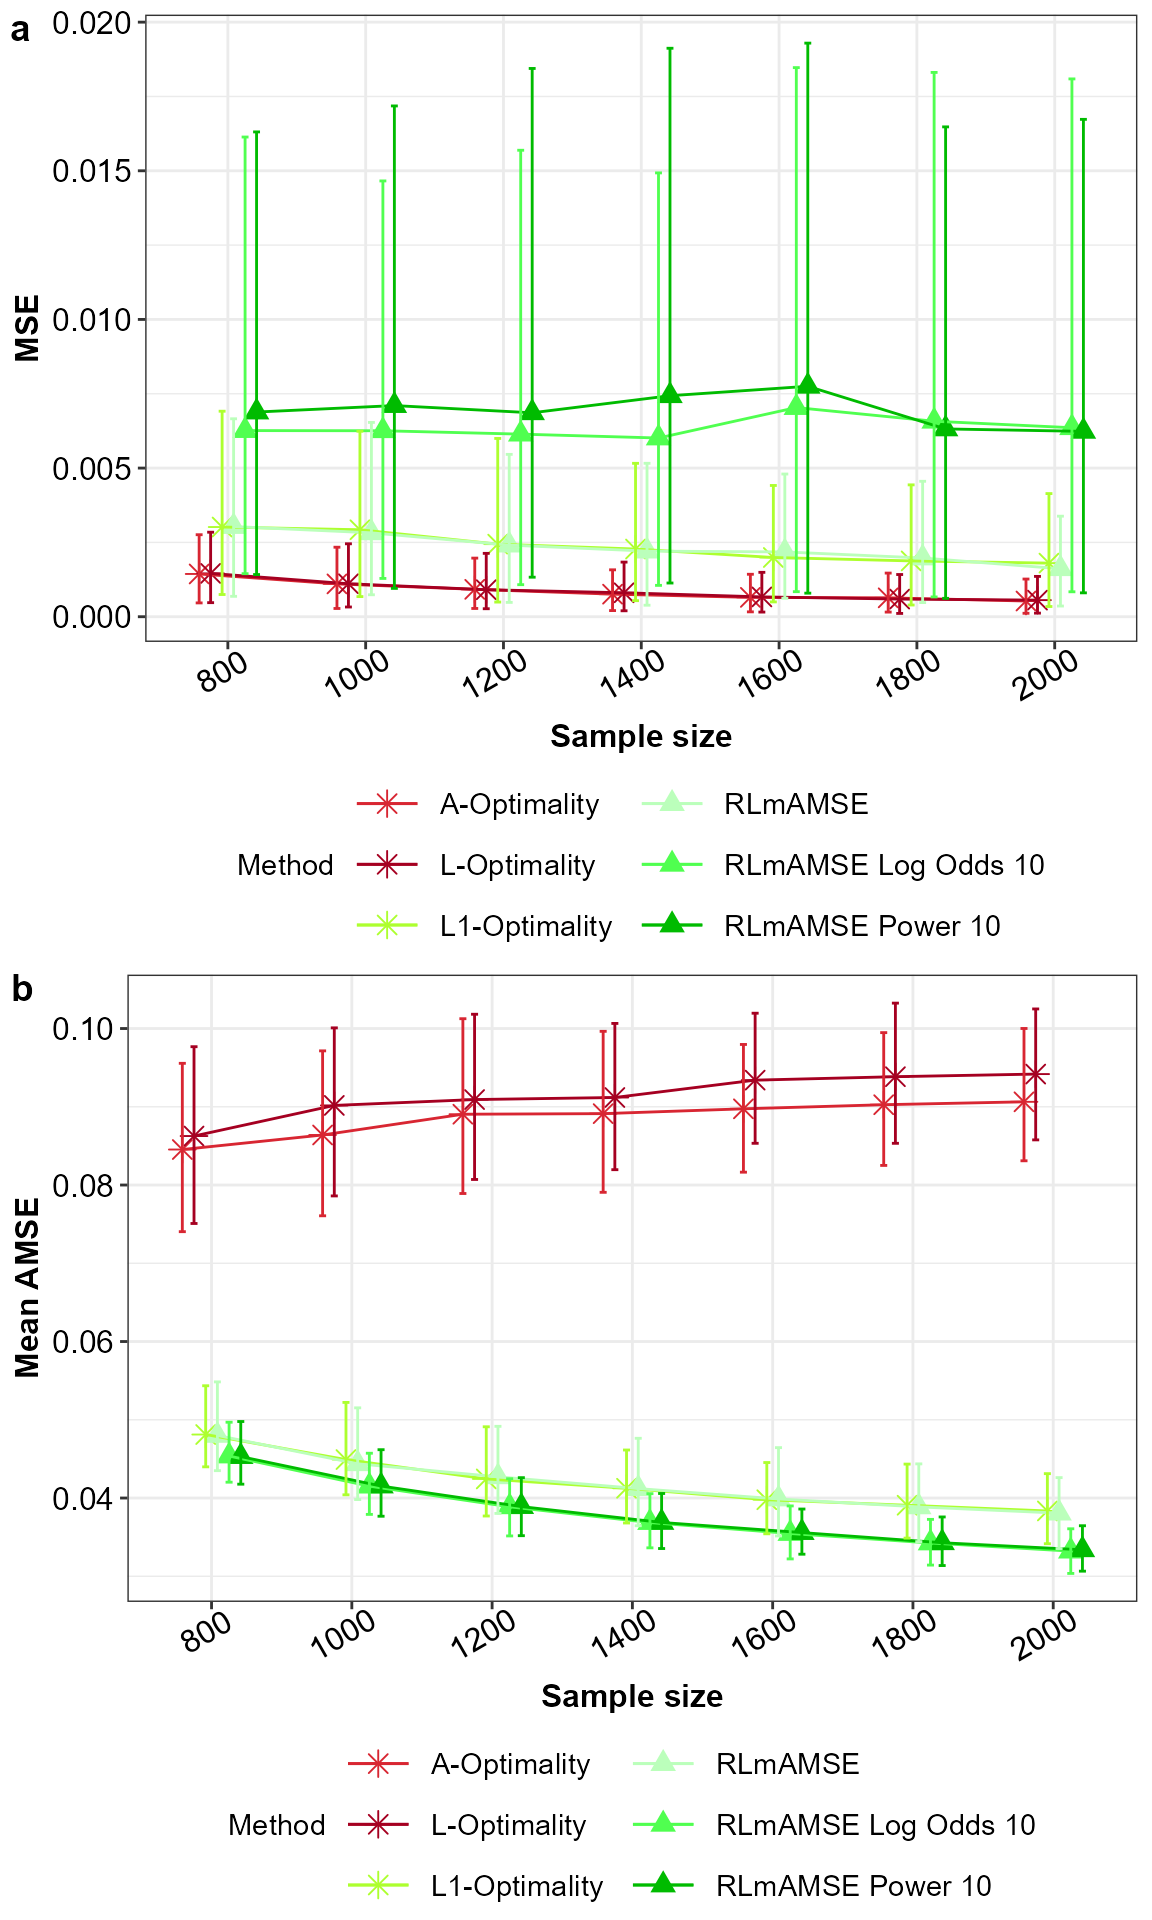 a
0.020
0.015
0.010
0.005
0.000
MSE
800 1000 1200 1400 1600 1800 2000
Sample size
Method
A-Optimality
L-Optimality
L1-Optimality
RLmAMSE
RLmAMSE Log Odds 10
RLmAMSE Power 10
b
0.10
0.08
0.06
0.04
Mean AMSE
800 1000 1200 1400 1600 1800 2000
Sample size
Method
A-Optimality
L-Optimality
L1-Optimality
RLmAMSE
RLmAMSE Log Odds 10
RLmAMSE Power 10